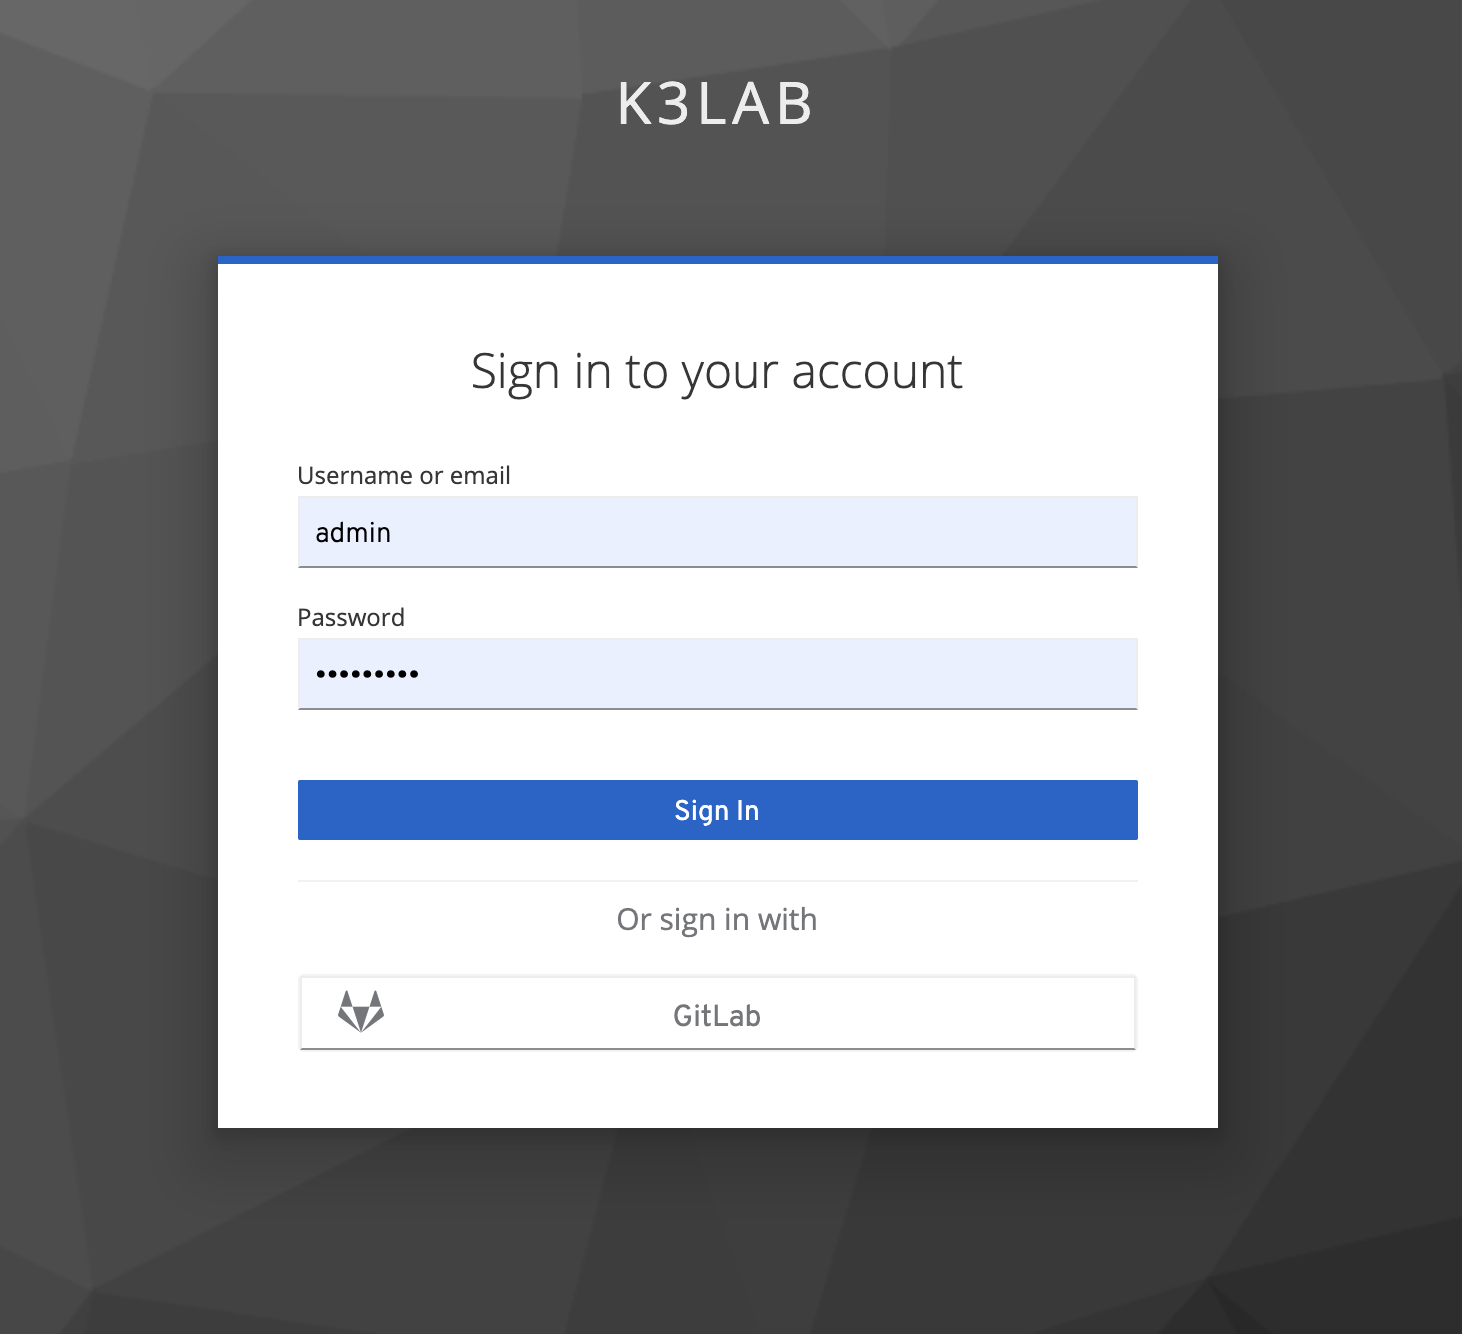 K3LAB
Sign in to your account
Username or email
admin
Password
•••••••••
Sign In
Or sign in with
GitLab